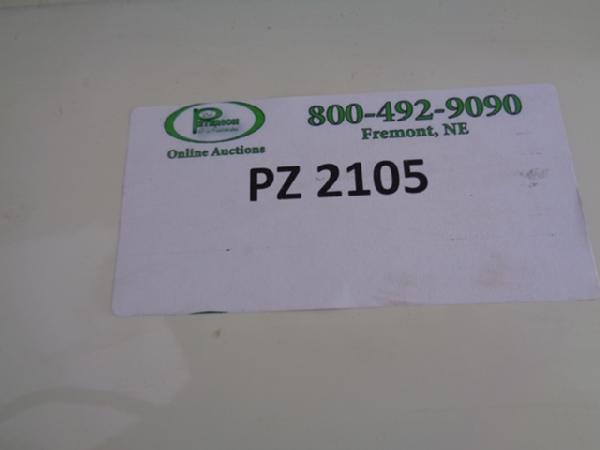 800-492-9090
Fremont, NE
Online Auctions
PZ 2105